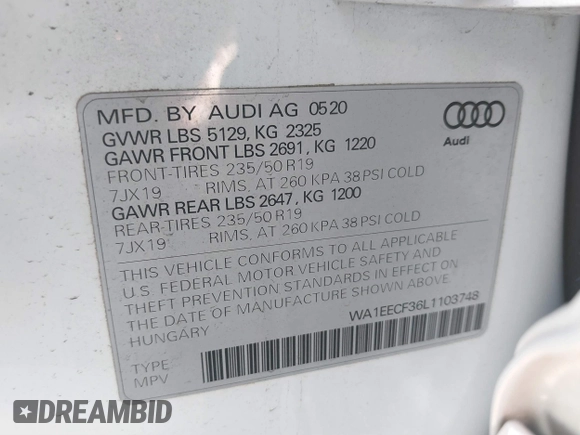 MFD. BY AUDI AG 0520
GVWR LBS 5129, KG 2325
GAWR FRONT LBS 2691, KG 1220
FRONT-TIRES 235/50 R19
7JX19 RIMS, AT 260 KPA 38 PSI COLD
GAWR REAR LBS 2647, KG 1200
REAR-TIRES 235/50 R19
7JX19 RIMS, AT 260 KPA 38 PSI COLD
Audi
THIS VEHICLE CONFORMS TO ALL APPLICABLE
U.S. FEDERAL MOTOR VEHICLE SAFETY AND
THEFT PREVENTION STANDARDS IN EFFECT ON
THE DATE OF MANUFACTURE SHOWN ABOVE
HUNGARY
WA1EECF36L1103748
TYPE
MPV
DREAMBID